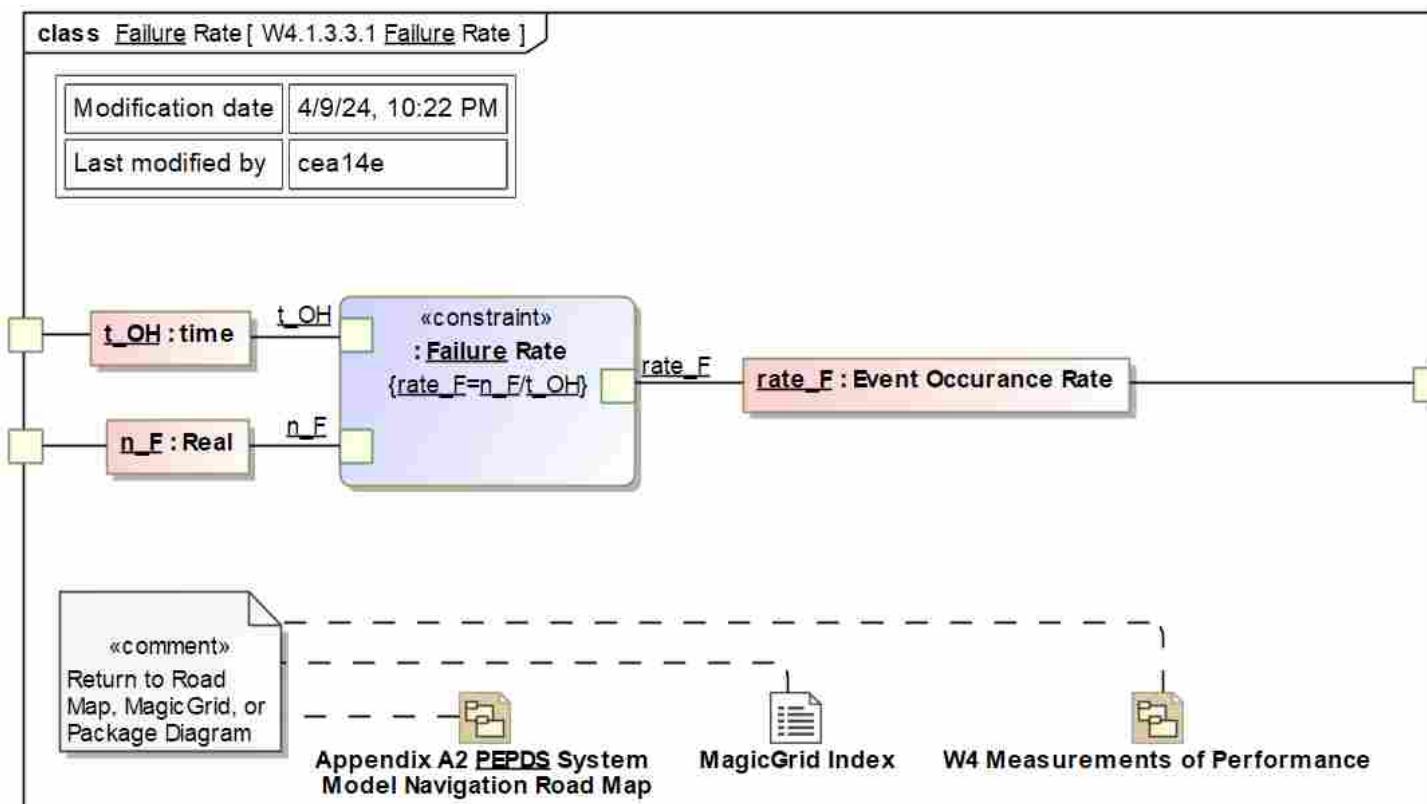 class Failure Rate [ W4.1.3.3.1 Failure Rate ]
Modification date 4/9/24, 10:22 PM
Last modified by cea14e
t_OH : time
t_OH
«constraint»
: Failure Rate
{rate_F=n_F/t_OH}
rate_F
rate_F : Event Occurance Rate
n_F : Real
n_F
«comment»
Return to Road
Map, MagicGrid, or
Package Diagram
Appendix A2 PEPDS System
Model Navigation Road Map
MagicGrid Index
W4 Measurements of Performance